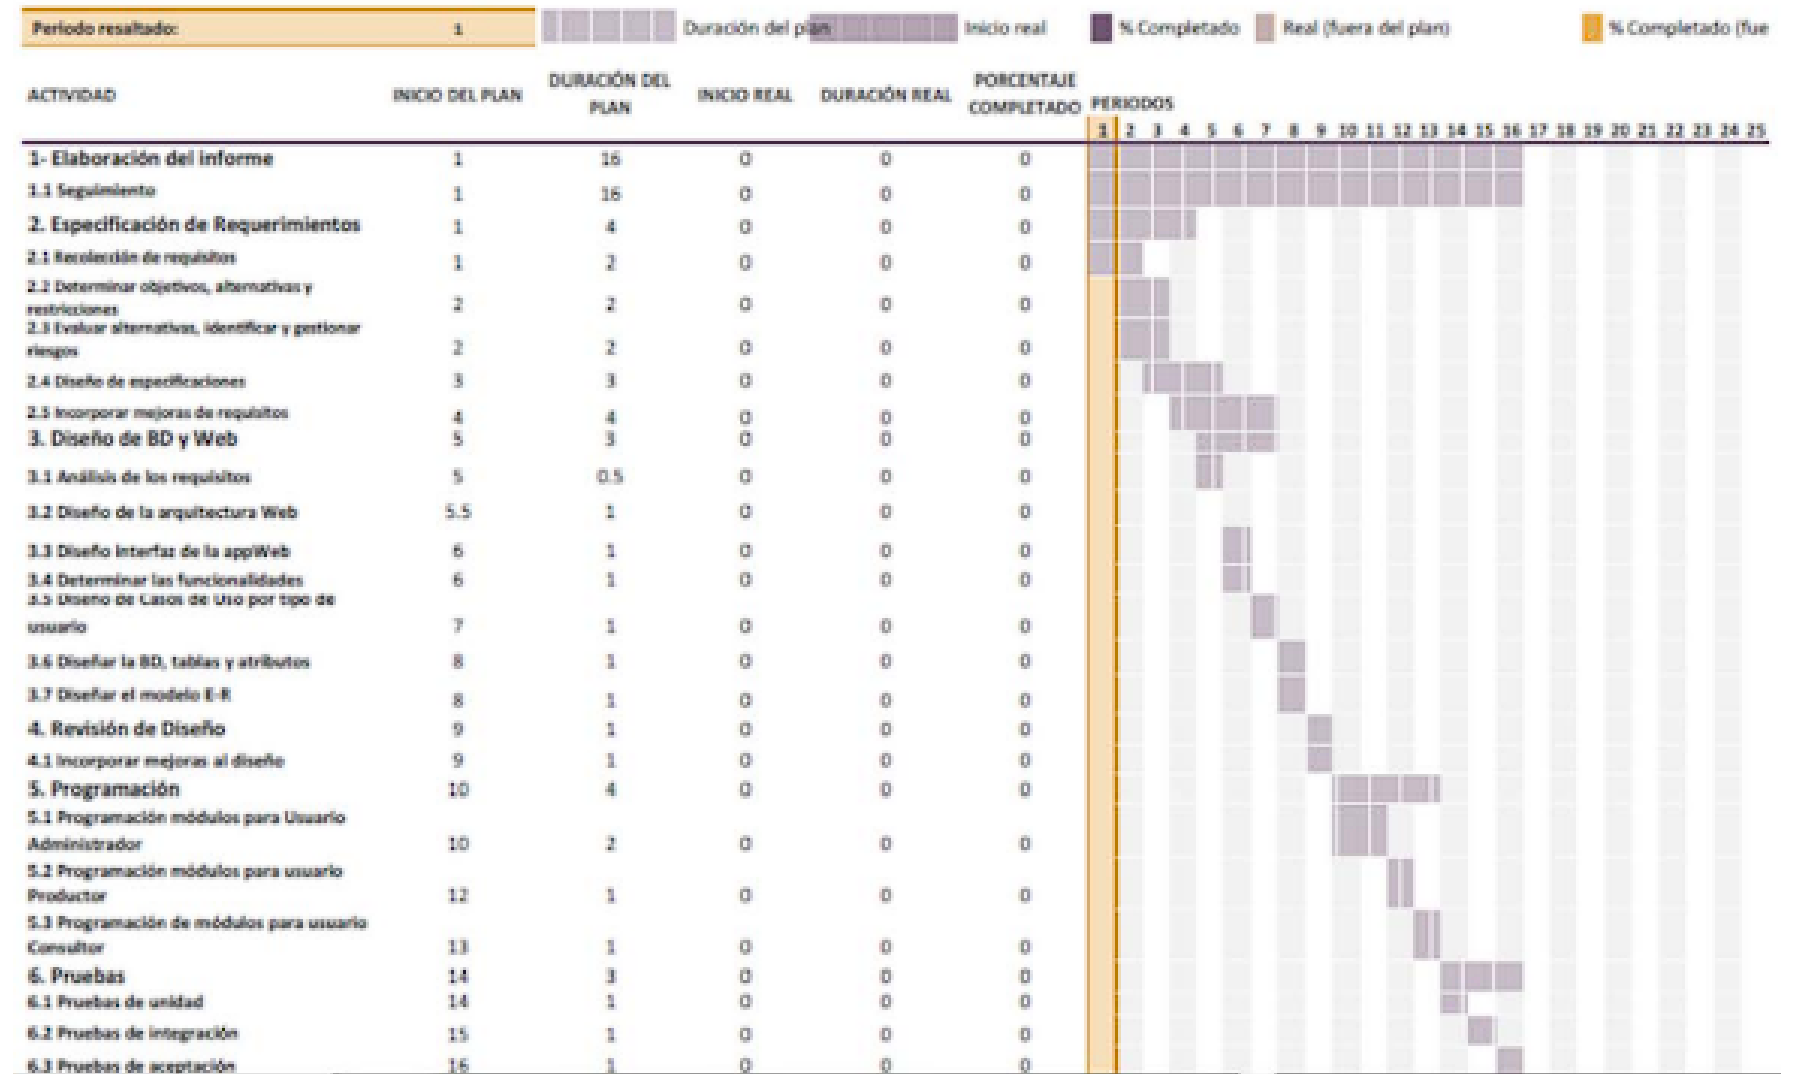 Periodo resaltado: 1 Duración del plan Inicio real % Completado Real (fuera del plan) % Completado (fue
ACTIVIDAD INICIO DEL PLAN DURACIÓN DEL PLAN INICIO REAL DURACIÓN REAL PORCENTAJE COMPLETADO PERIODOS
1 2 3 4 5 6 7 8 9 10 11 12 13 14 15 16 17 18 19 20 21 22 23 24 25
1- Elaboración del informe 1 16 0 0 0
1.1 Seguimiento 1 16 0 0 0
2. Especificación de Requerimientos 1 4 0 0 0
2.1 Recolección de requisitos 1 2 0 0 0
2.2 Determinar objetivos, alternativas y
restricciones 2 2 0 0 0
2.3 Evaluar alternativas, identificar y gestionar
riesgos 2 2 0 0 0
2.4 Diseño de especificaciones 3 3 0 0 0
2.5 Incorporar mejoras de requisitos 4 4 0 0 0
3. Diseño de BD y Web 5 3 0 0 0
3.1 Análisis de los requisitos 5 0.5 0 0 0
3.2 Diseño de la arquitectura Web 5.5 1 0 0 0
3.3 Diseño interfaz de la appWeb 6 1 0 0 0
3.4 Determinar las funcionalidades 6 1 0 0 0
3.5 Diseño de Casos de Uso por tipo de
usuario 7 1 0 0 0
3.6 Diseñar la BD, tablas y atributos 8 1 0 0 0
3.7 Diseñar el modelo E-R 8 1 0 0 0
4. Revisión de Diseño 9 1 0 0 0
4.1 Incorporar mejoras al diseño 9 1 0 0 0
5. Programación 10 4 0 0 0
5.1 Programación módulos para Usuario
Administrador 10 2 0 0 0
5.2 Programación módulos para usuario
Productor 12 1 0 0 0
5.3 Programación de módulos para usuario
Consultor 13 1 0 0 0
6. Pruebas 14 3 0 0 0
6.1 Pruebas de unidad 14 1 0 0 0
6.2 Pruebas de integración 15 1 0 0 0
6.3 Pruebas de aceptación 16 1 0 0 0